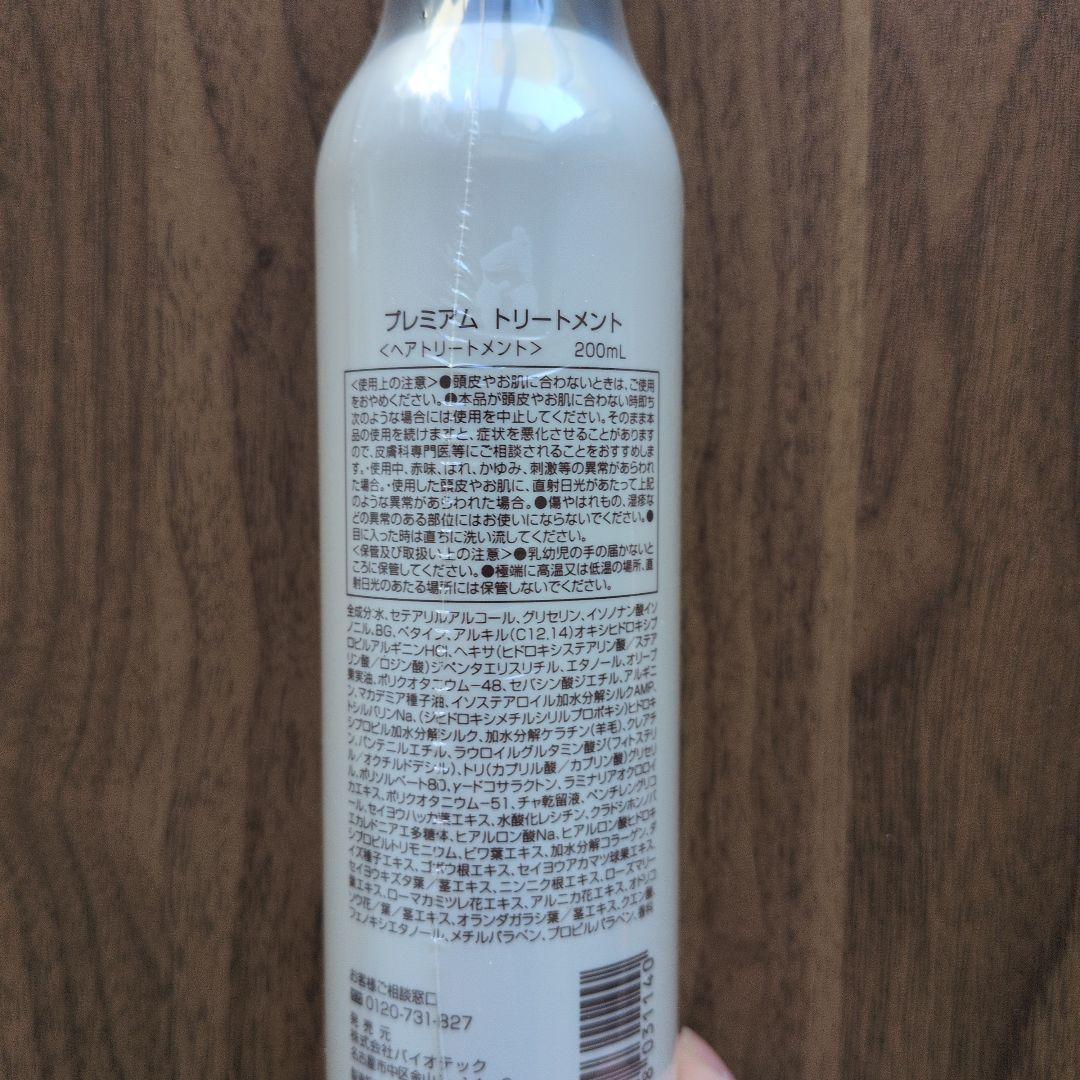 プレミアム トリートメント
<ヘアトリートメント> 200mL
<使用上の注意>●頭皮やお肌に合わないときは、ご使用
をおやめください。●本品が頭皮やお肌に合わない時即ち
次のような場合には使用を中止してください。そのまま本
品の使用を続けますと、症状を悪化させることがあります
ので、皮膚科専門医等にご相談されることをおすすめしま
す。・使用中、赤味、はれ、かゆみ、刺激等の異常があらわれ
た場合。・使用した頭皮やお肌に、直射日光があたって上記
のような異常があらわれた場合。●傷やはれもの、湿疹な
どの異常のある部位にはお使いにならないでください。●
目に入った時は直ちに洗い流してください。
<保管及び取扱い上の注意>●乳幼児の手の届かないと
ころに保管してください。●極端に高温又は低温の場所、直
射日光のあたる場所には保管しないでください。
全成分:水、セテアリルアルコール、グリセリン、イソノナン酸イソ
ノニル、BG、ベタイン、アルキル(C12,14)オキシヒドロキシプ
ロピルアルギニンHCl、ヘキサ(ヒドロキシステアリン酸/ステア
リン酸/ロジン酸)ジペンタエリスリチル、エタノール、オリーブ
果実油、ポリクオタニウム-48、セバシン酸ジエチル、アルギニ
ン、マカデミア種子油、イソステアロイル加水分解シルクAMP、
トシルバリンNa、(ジヒドロキシメチルシリルプロポキシ)ヒドロキ
シプロピル加水分解シルク、加水分解ケラチン(羊毛)、クレアチ
ン、パンテニルエチル、ラウロイルグルタミン酸ジ(フィトステリ
ル/オクチルドデシル)、トリ(カプリル酸/カプリン酸)グリセリ
ル、ポリソルベート80、γ-ドコサラクトン、ラミナリアオクロロイ
カエキス、ポリクオタニウム-51、チャ乾留液、ペンチレングリコ
ール、セイヨウハッカ葉エキス、水酸化レシチン、クラドシホンノバ
エカレドニアエ多糖体、ヒアルロン酸Na、ヒアルロン酸ヒドロキ
シプロピルトリモニウム、ビワ葉エキス、加水分解コラーゲン、ダ
イズ種子エキス、ゴボウ根エキス、セイヨウアカマツ球果エキス、
セイヨウキズタ葉/茎エキス、ニンニク根エキス、ローズマリー
葉エキス、ローマカミツレ花エキス、アルニカ花エキス、オドリコ
ソウ花/葉/茎エキス、オランダガラシ葉/茎エキス、クエン酸、
フェノキシエタノール、メチルパラベン、プロピルパラベン、香料
お客様ご相談窓口
0120-731-327
発売元
株式会社バイオテック
名古屋市中区金山